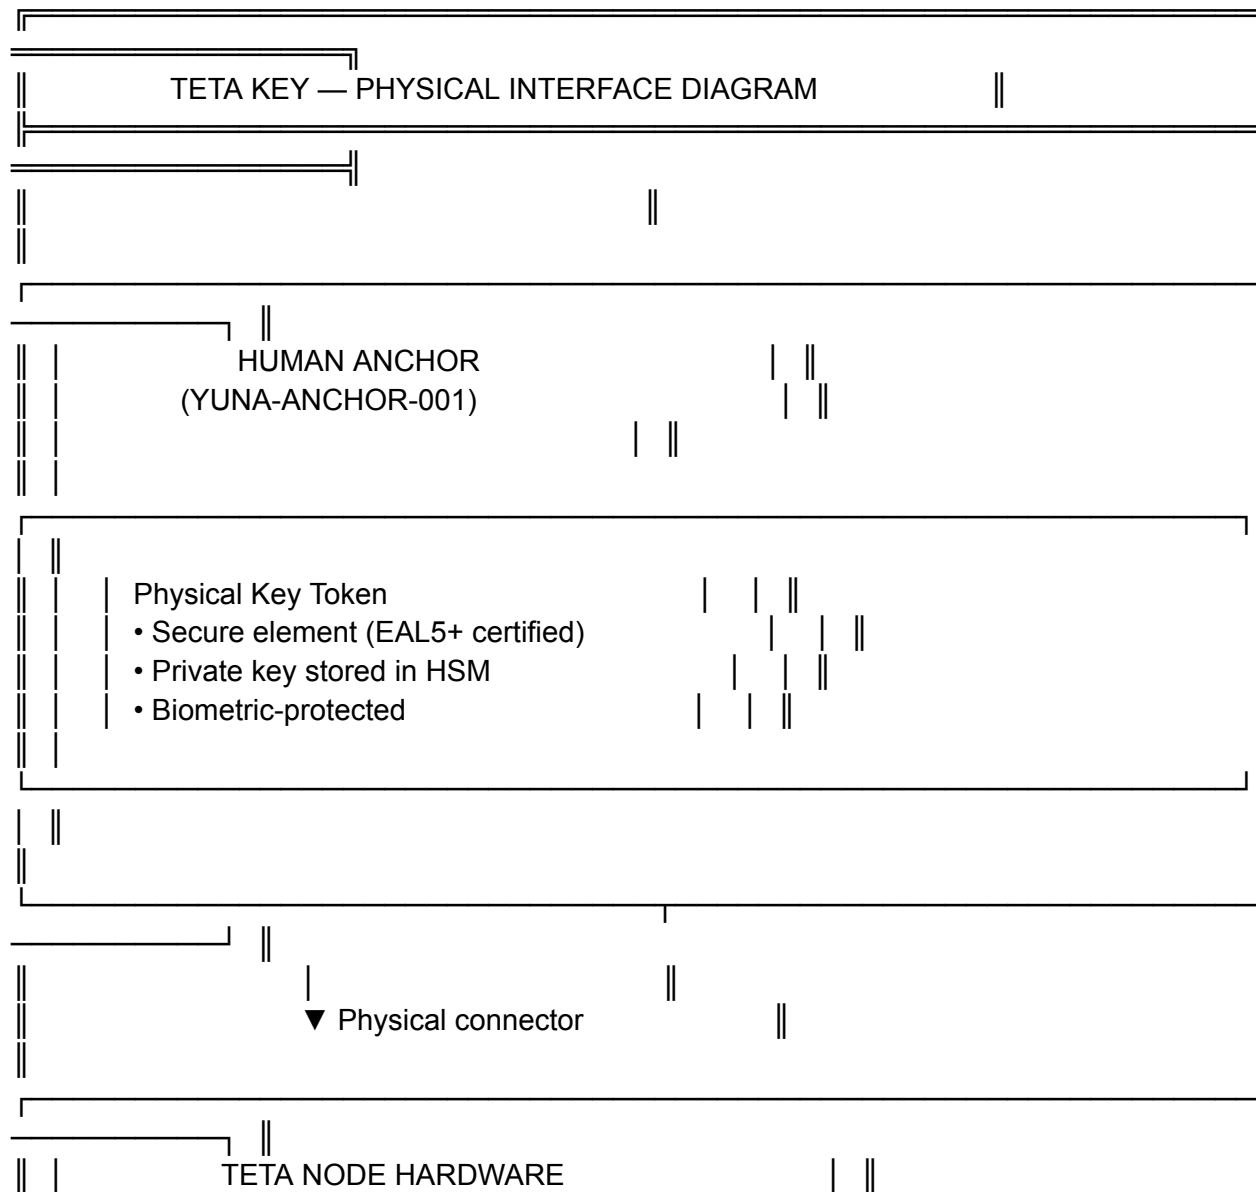 TETA KEY — PHYSICAL INTERFACE DIAGRAM
HUMAN ANCHOR
(YUNA-ANCHOR-001)
Physical Key Token
• Secure element (EAL5+ certified)
• Private key stored in HSM
• Biometric-protected
▼ Physical connector
TETA NODE HARDWARE